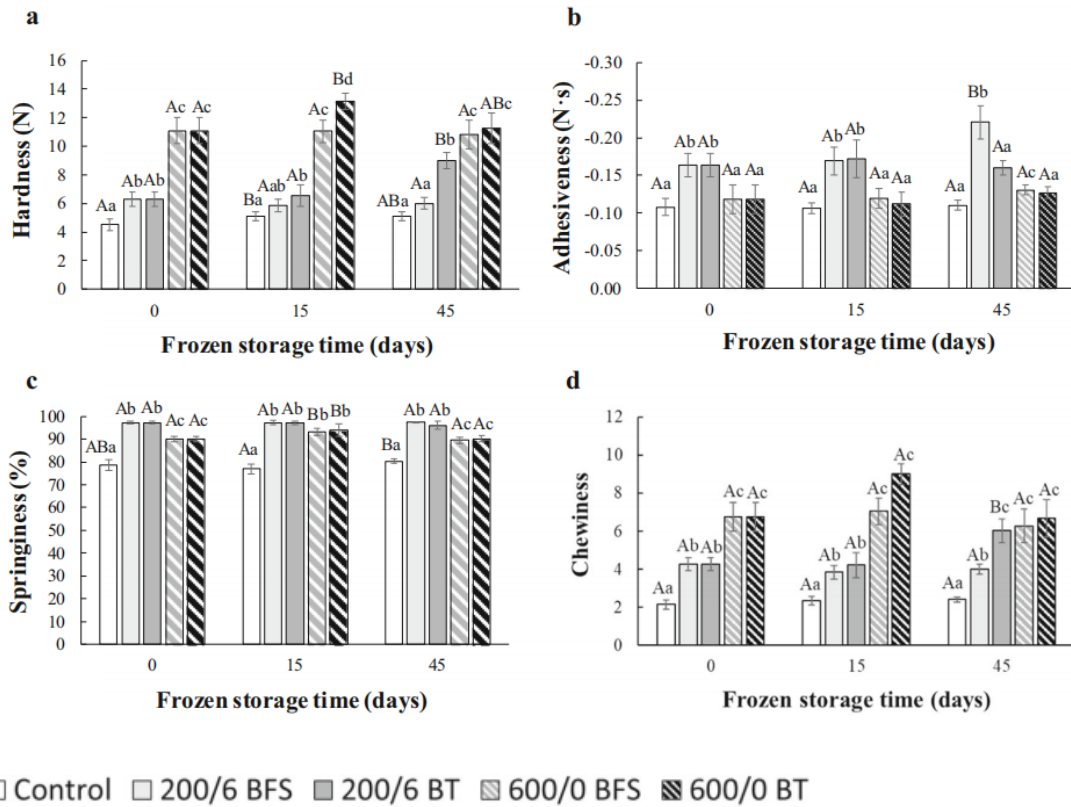 a
16
14
12
10
8
6
4
2
0
Hardness (N)
Aa Ab Ab Ac Ac
Ba Aab Ab Ac Bd
ABa Aa Bb Ac ABc
0 15 45
Frozen storage time (days)
b
-0.30
-0.25
-0.20
-0.15
-0.10
-0.05
0.00
Adhesiveness (N·s)
Aa Ab Ab Aa Aa
Aa Ab Ab Aa Aa
Aa Bb Aa Ac Aa
0 15 45
Frozen storage time (days)
c
100
90
80
70
60
50
40
30
20
10
0
Springiness (%)
ABa Ab Ab Ac Ac
Aa Ab Ab Bb Bb
Ba Ab Ab Ac Ac
0 15 45
Frozen storage time (days)
d
12
10
8
6
4
2
0
Chewiness
Aa Ab Ab Ac Ac
Aa Ab Ab Ac Ac
Aa Ab Bc Ac Ac
0 15 45
Frozen storage time (days)
Control 200/6 BFS 200/6 BT 600/0 BFS 600/0 BT